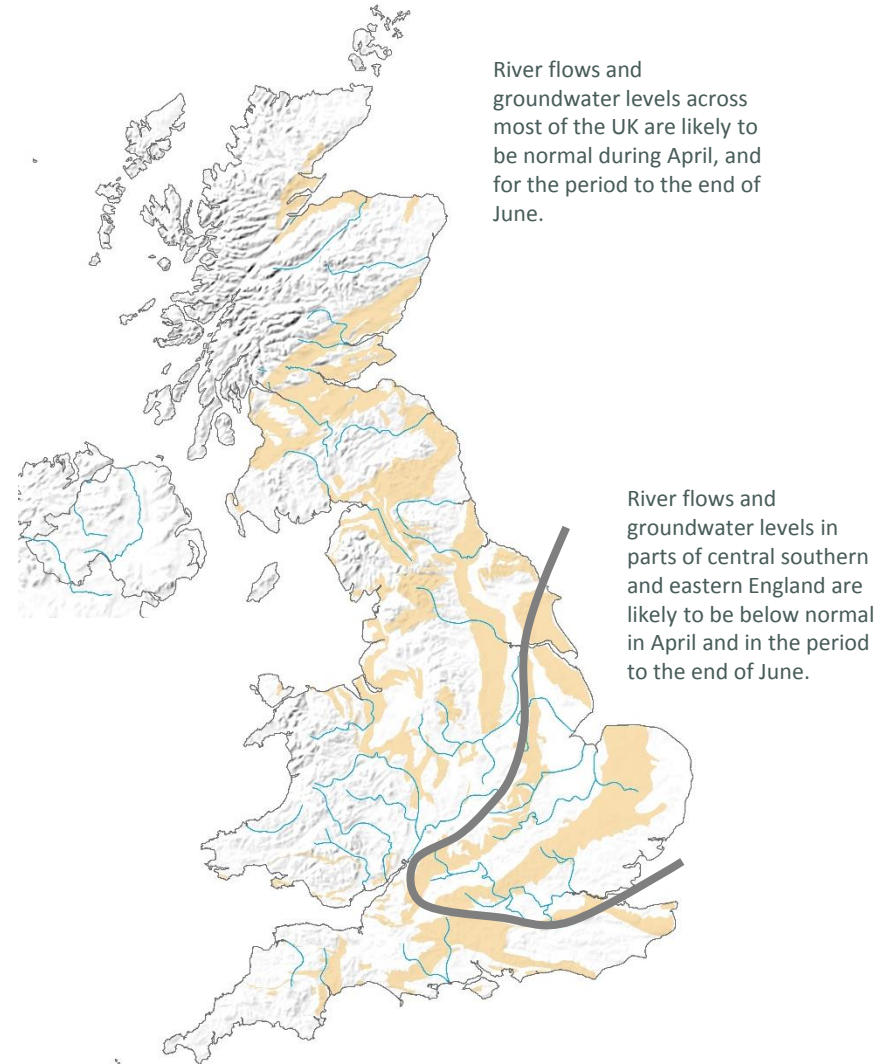 River flows and
groundwater levels across
most of the UK are likely to
be normal during April, and
for the period to the end of
June.
River flows and
groundwater levels in
parts of central southern
and eastern England are
likely to be below normal
in April and in the period
to the end of June.